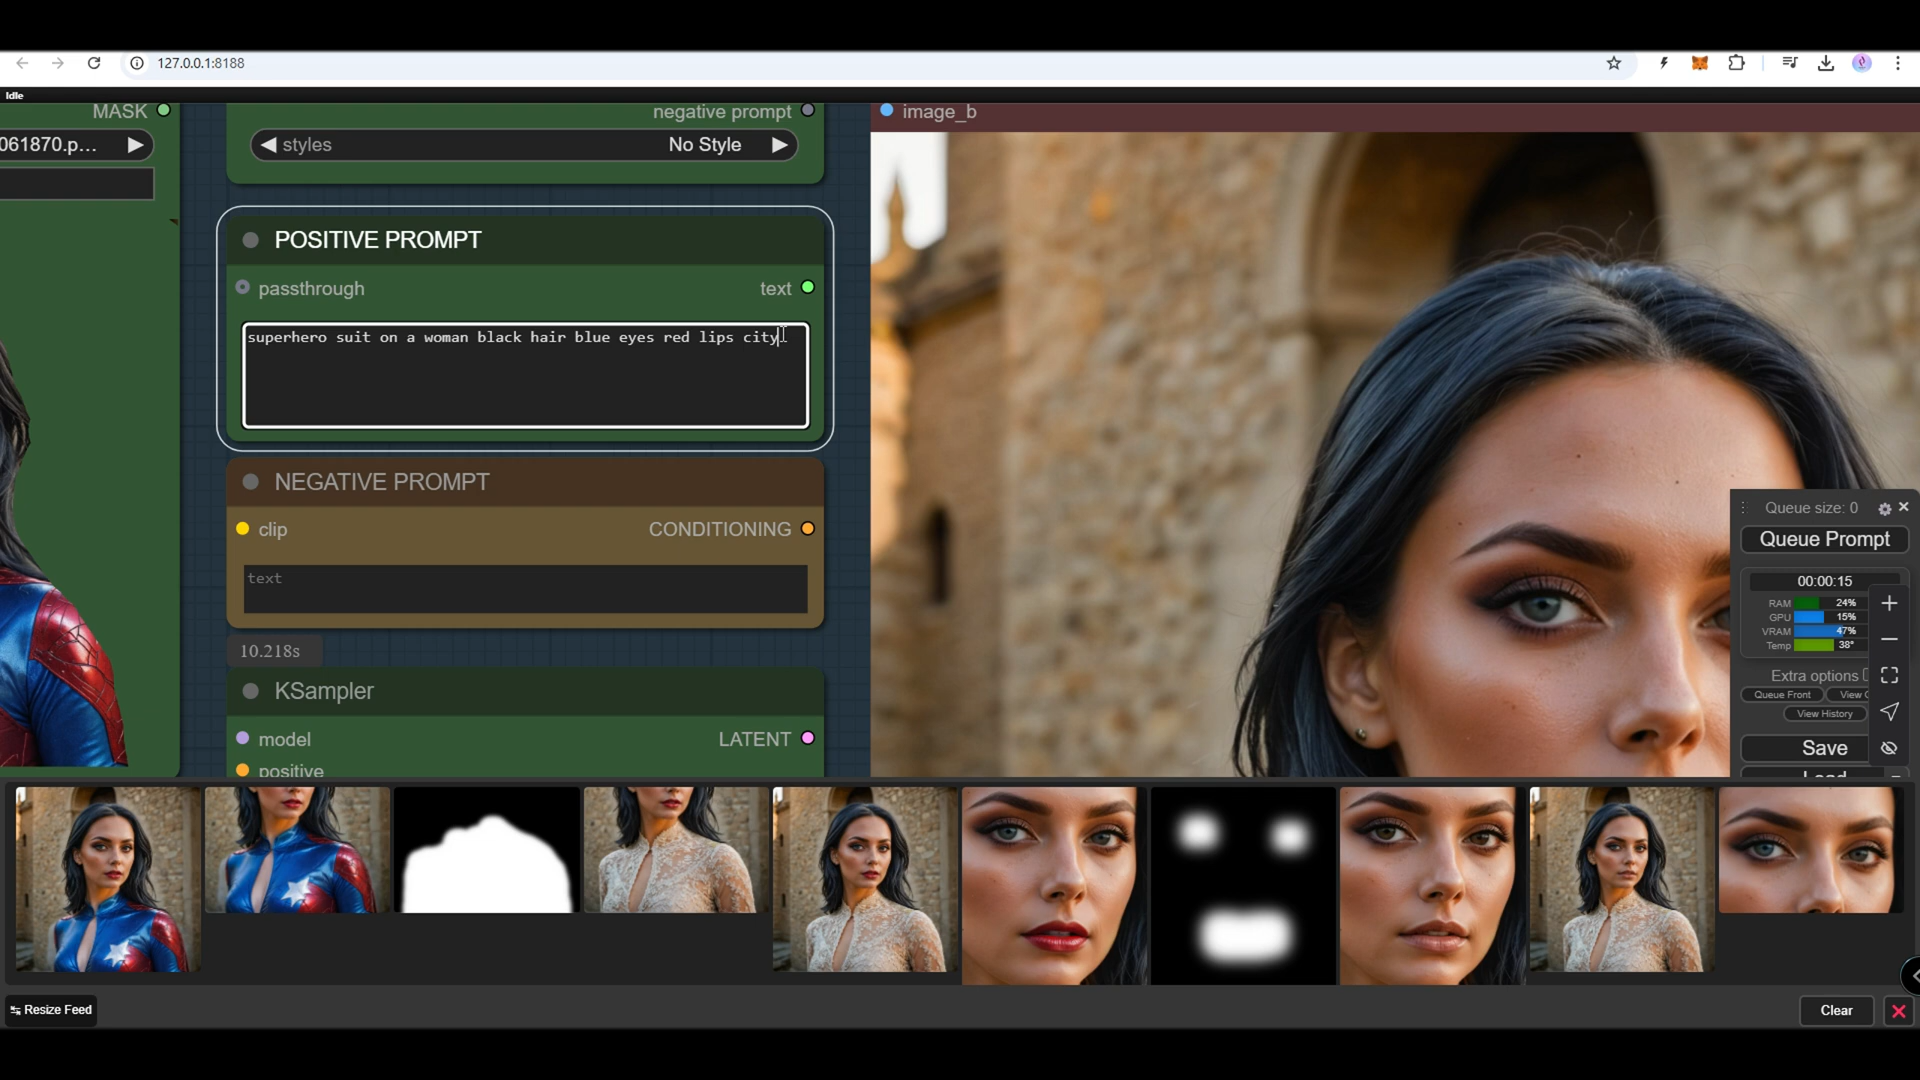 127.0.0.1:8188
Idle
MASK
061870.p...
negative prompt
styles
No Style
image_b
POSITIVE PROMPT
passthrough
text
superhero suit on a woman black hair blue eyes red lips city
NEGATIVE PROMPT
clip
CONDITIONING
text
10.218s
KSampler
model
LATENT
positive
Queue size: 0
Queue Prompt
00:00:15
RAM 24%
GPU 15%
VRAM 47%
Temp 38°
Extra options
Queue Front
View
View History
Save
Load
Resize Feed
Clear